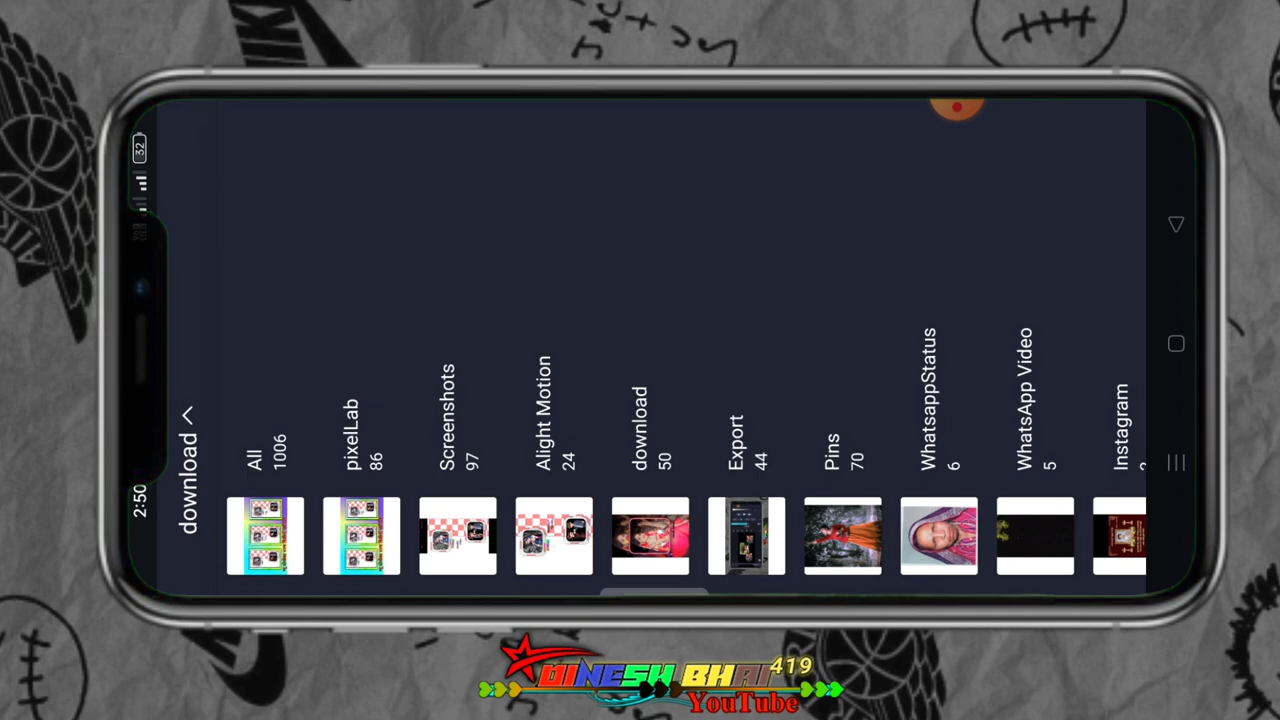 2:50
32
download
All
1006
pixelLab
86
Screenshots
97
Alight Motion
24
download
50
Export
44
Pins
70
WhatsappStatus
6
WhatsApp Video
5
Instagram
DINESH BHAI 419
YouTube